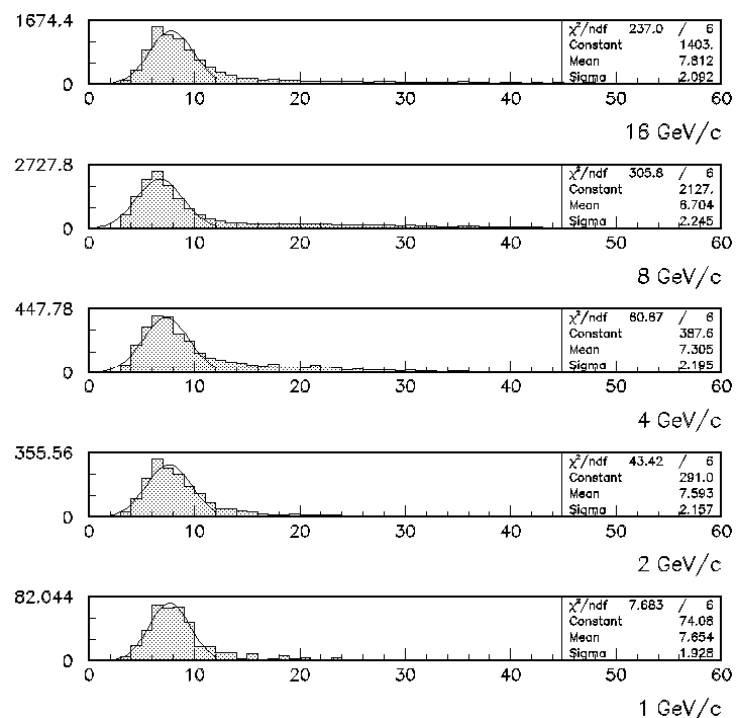 1674.4
χ²/ndf 237.0 / 6
Constant 1403.
Mean 7.812
Sigma 2.092
0
0 10 20 30 40 50 60
16 GeV/c
2727.8
χ²/ndf 305.8 / 6
Constant 2127.
Mean 6.704
Sigma 2.245
0
0 10 20 30 40 50 60
8 GeV/c
447.78
χ²/ndf 60.67 / 6
Constant 387.6
Mean 7.305
Sigma 2.195
0
0 10 20 30 40 50 60
4 GeV/c
355.56
χ²/ndf 43.42 / 6
Constant 291.0
Mean 7.593
Sigma 2.157
0
0 10 20 30 40 50 60
2 GeV/c
82.044
χ²/ndf 7.683 / 6
Constant 74.08
Mean 7.654
Sigma 1.928
0
0 10 20 30 40 50 60
1 GeV/c